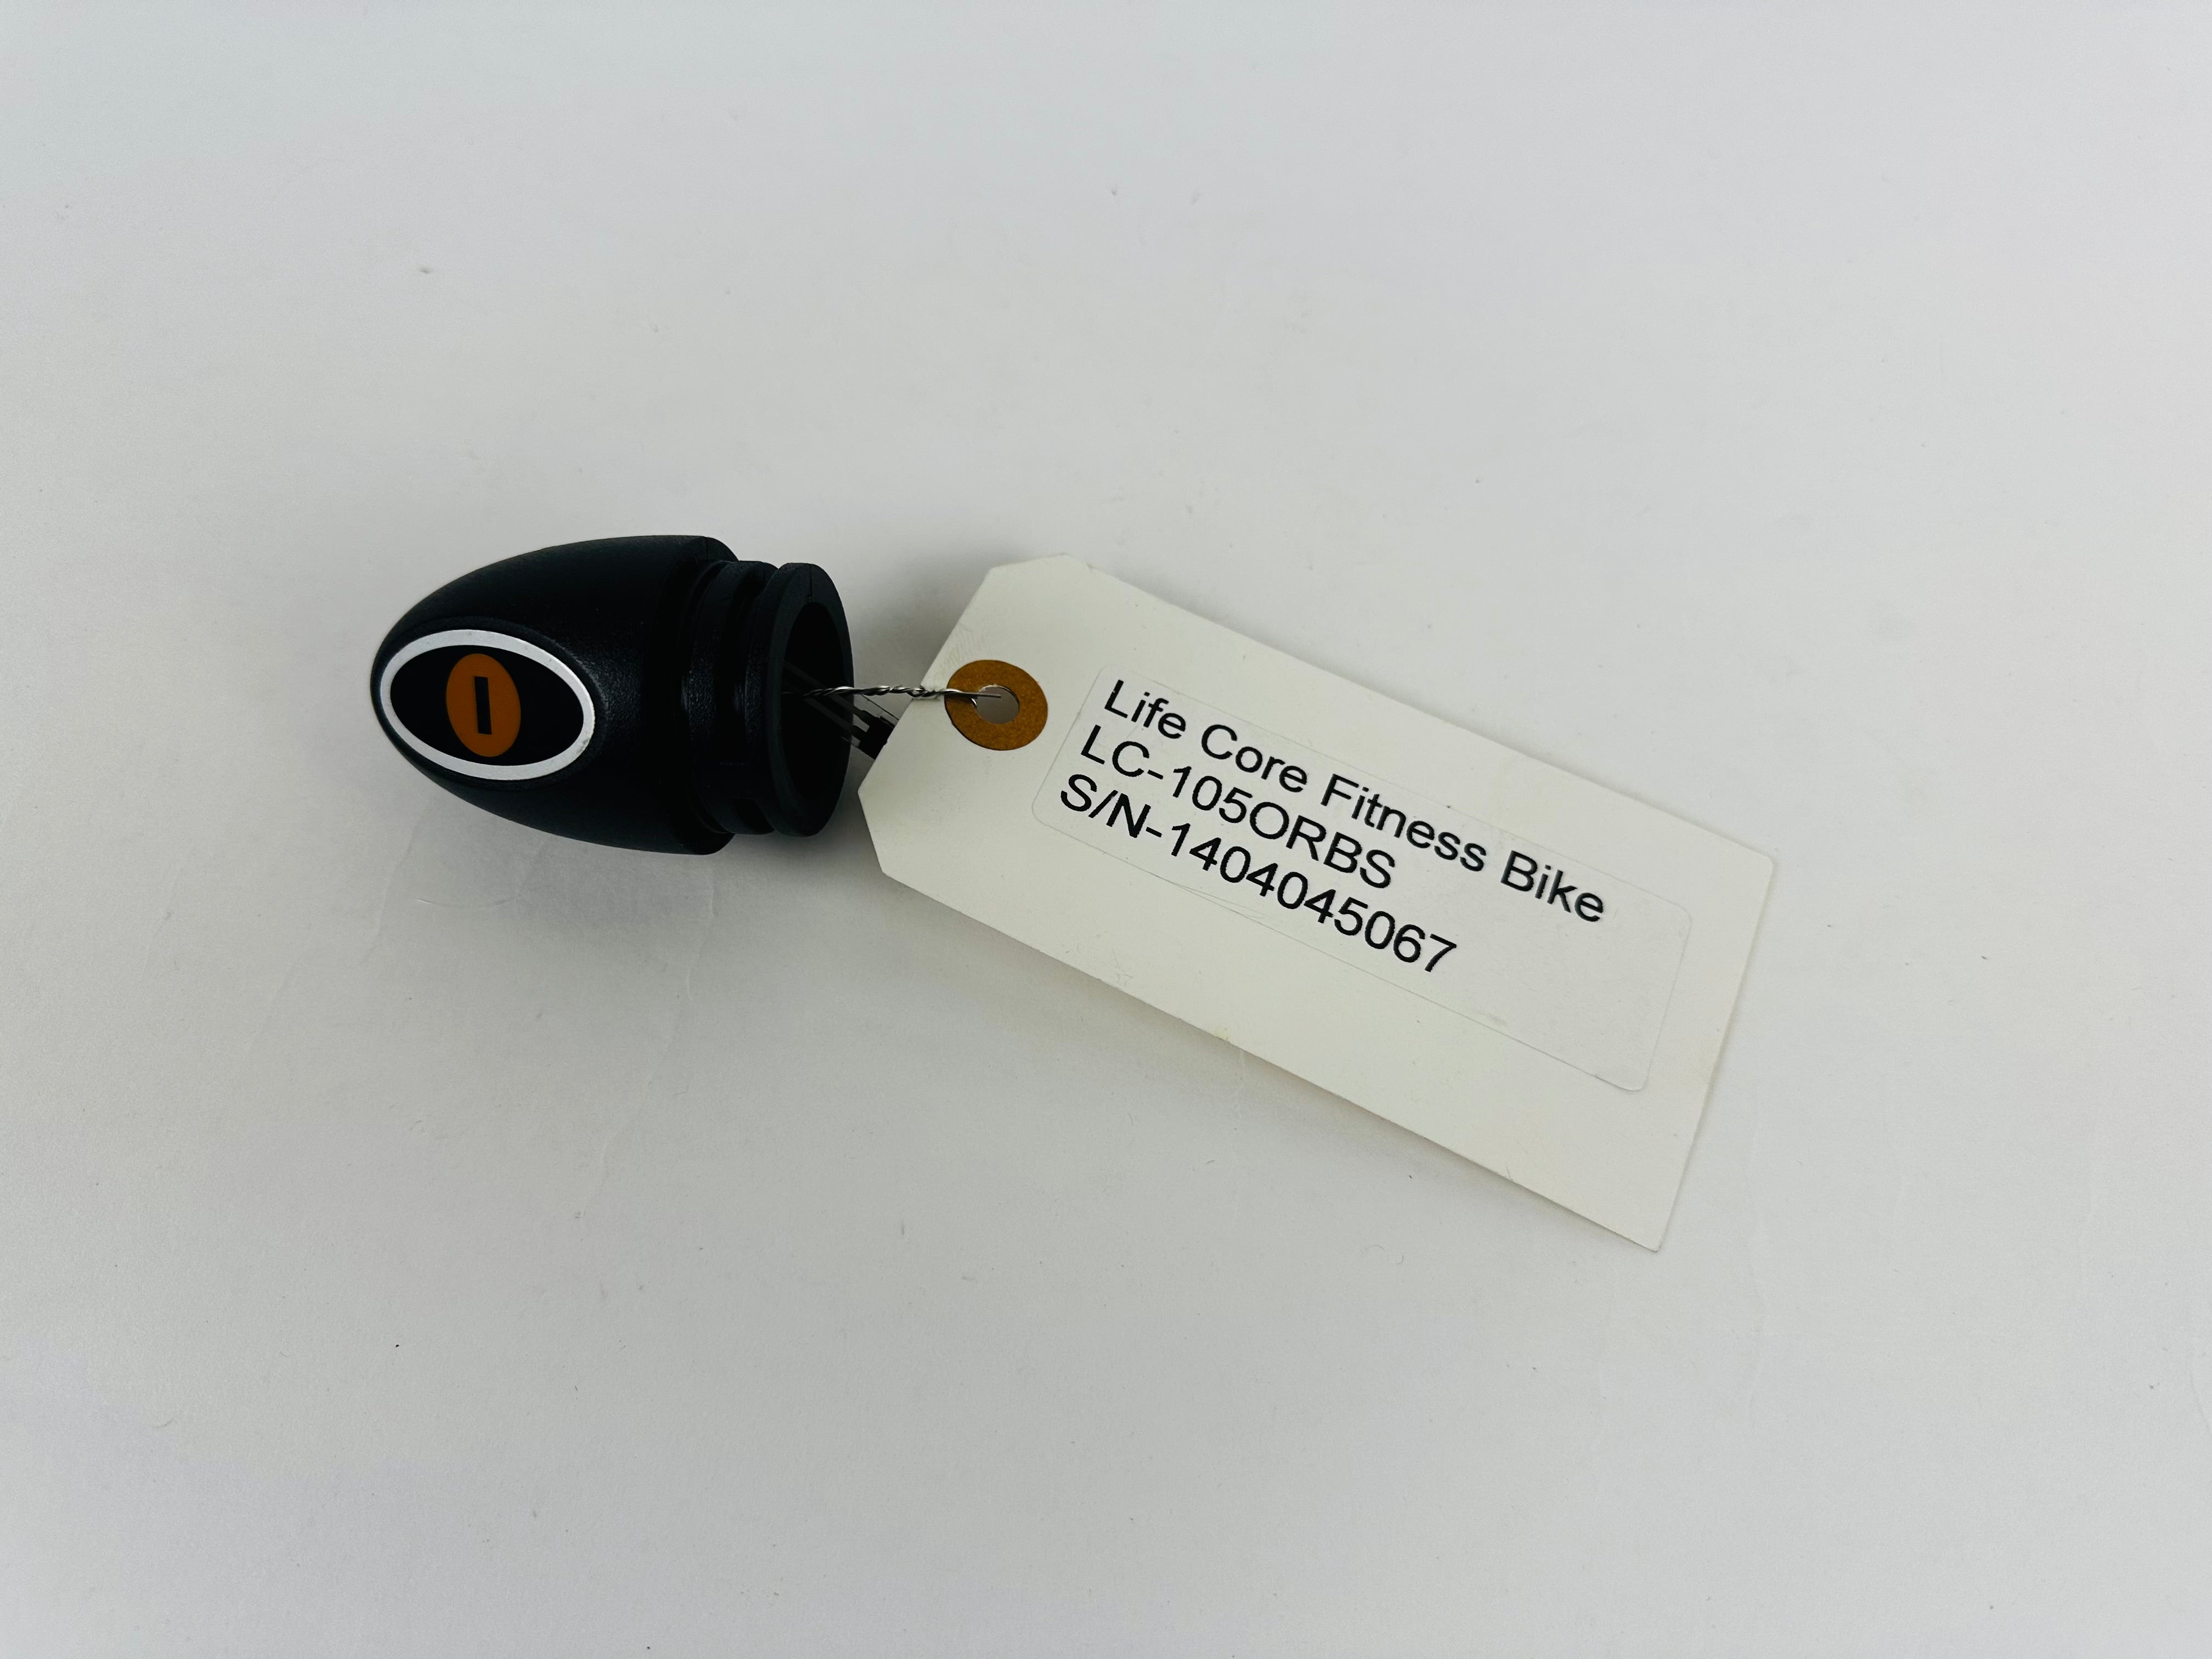 Life Core Fitness Bike
LC-105ORBS
S/N-1404045067